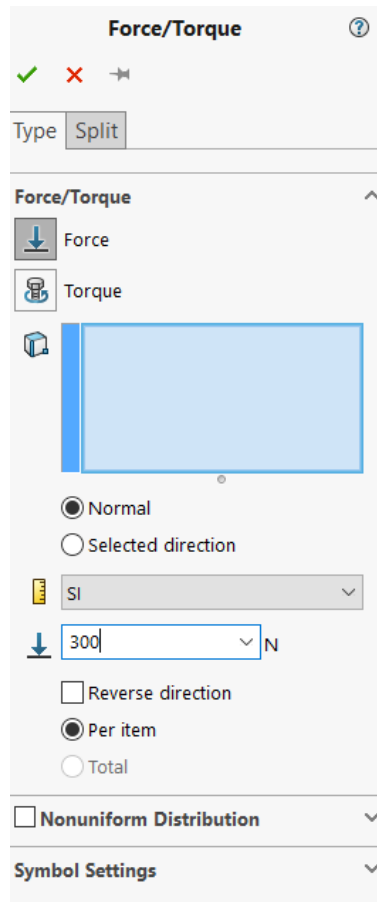 Force/Torque
Type Split
Force/Torque
Force
Torque
Normal
Selected direction
SI
300 N
Reverse direction
Per item
Total
Nonuniform Distribution
Symbol Settings